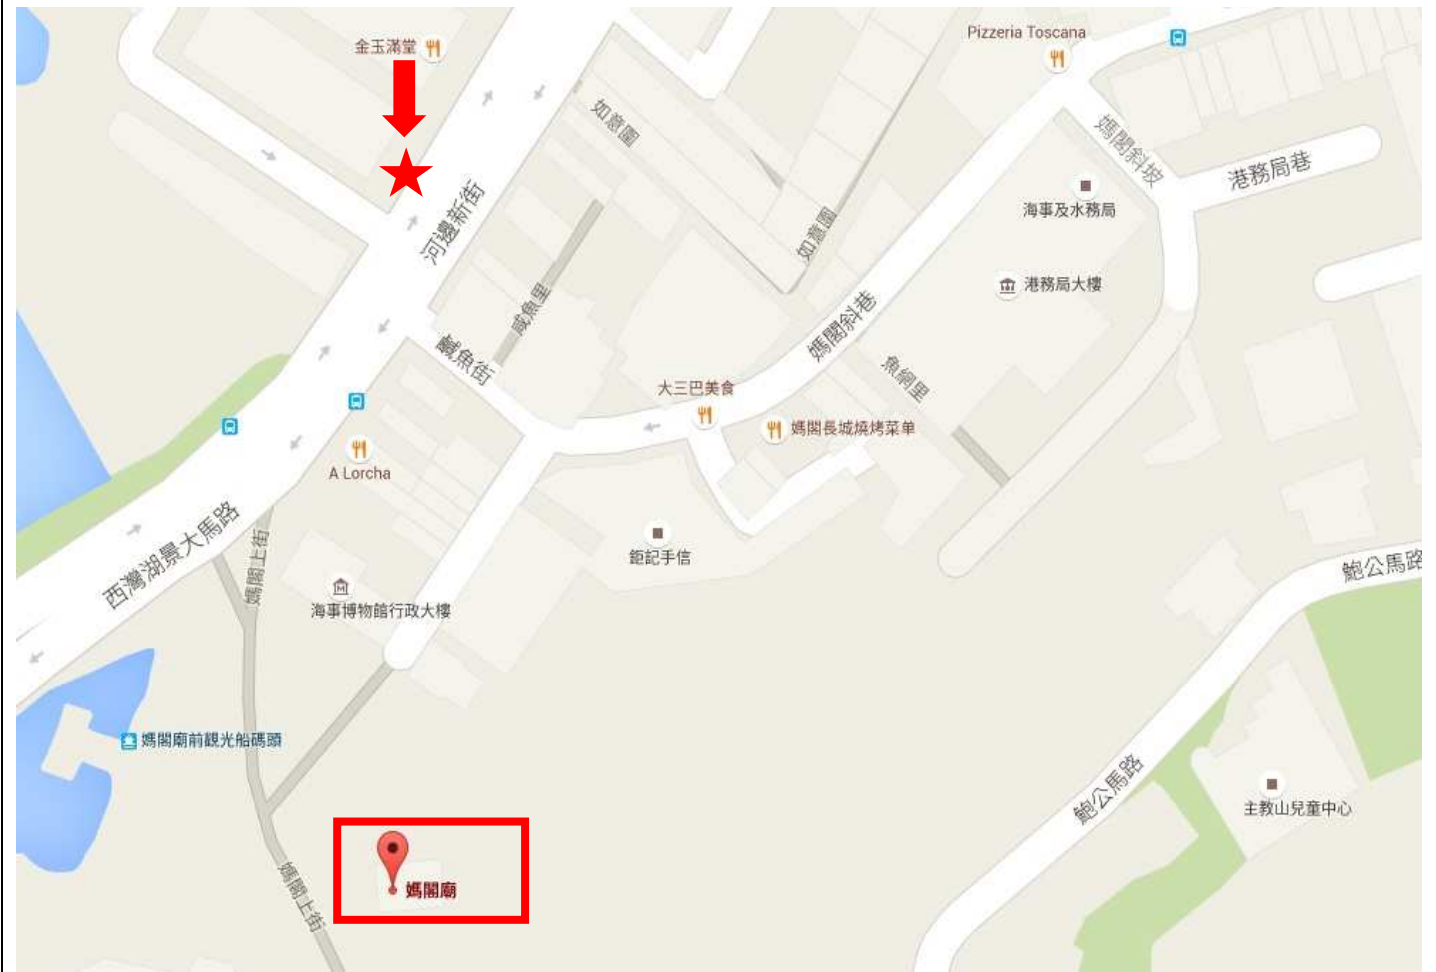 Pizzeria Toscana
金玉滿堂
如意圍
媽閣斜坡
港務局巷
海事及水務局
河邊新街
如意圍
港務局大樓
咸魚里
媽閣斜巷
鹹魚街
魚網里
大三巴美食
媽閣長城燒烤菜单
A Lorcha
西灣湖景大馬路
媽閣上街
鉅記手信
鮑公馬路
海事博物館行政大樓
媽閣廟前觀光船碼頭
鮑公馬路
主教山兒童中心
媽閣廟
媽閣上街